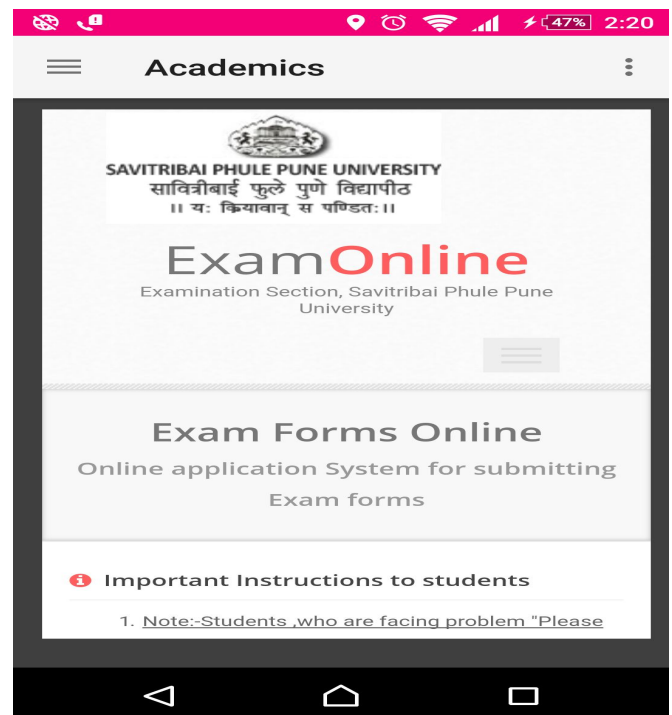 47% 2:20
Academics
SAVITRIBAI PHULE PUNE UNIVERSITY
सावित्रीबाई फुले पुणे विद्यापीठ
।। यः क्रियावान् स पण्डितः।।
ExamOnline
Examination Section, Savitribai Phule Pune
University
Exam Forms Online
Online application System for submitting
Exam forms
Important Instructions to students
1. Note:-Students ,who are facing problem "Please